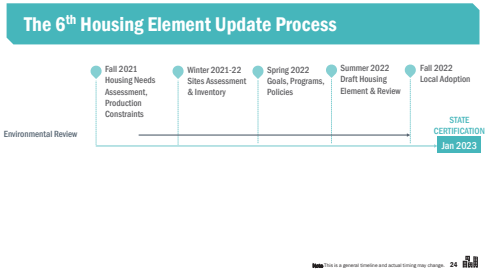 The 6th Housing Element Update Process
Fall 2021
Housing Needs
Assessment,
Production
Constraints
Winter 2021-22
Sites Assessment
& Inventory
Spring 2022
Goals, Programs,
Policies
Summer 2022
Draft Housing
Element & Review
Fall 2022
Local Adoption
Environmental Review
STATE
CERTIFICATION
Jan 2023
Note This is a general timeline and actual timing may change.
24